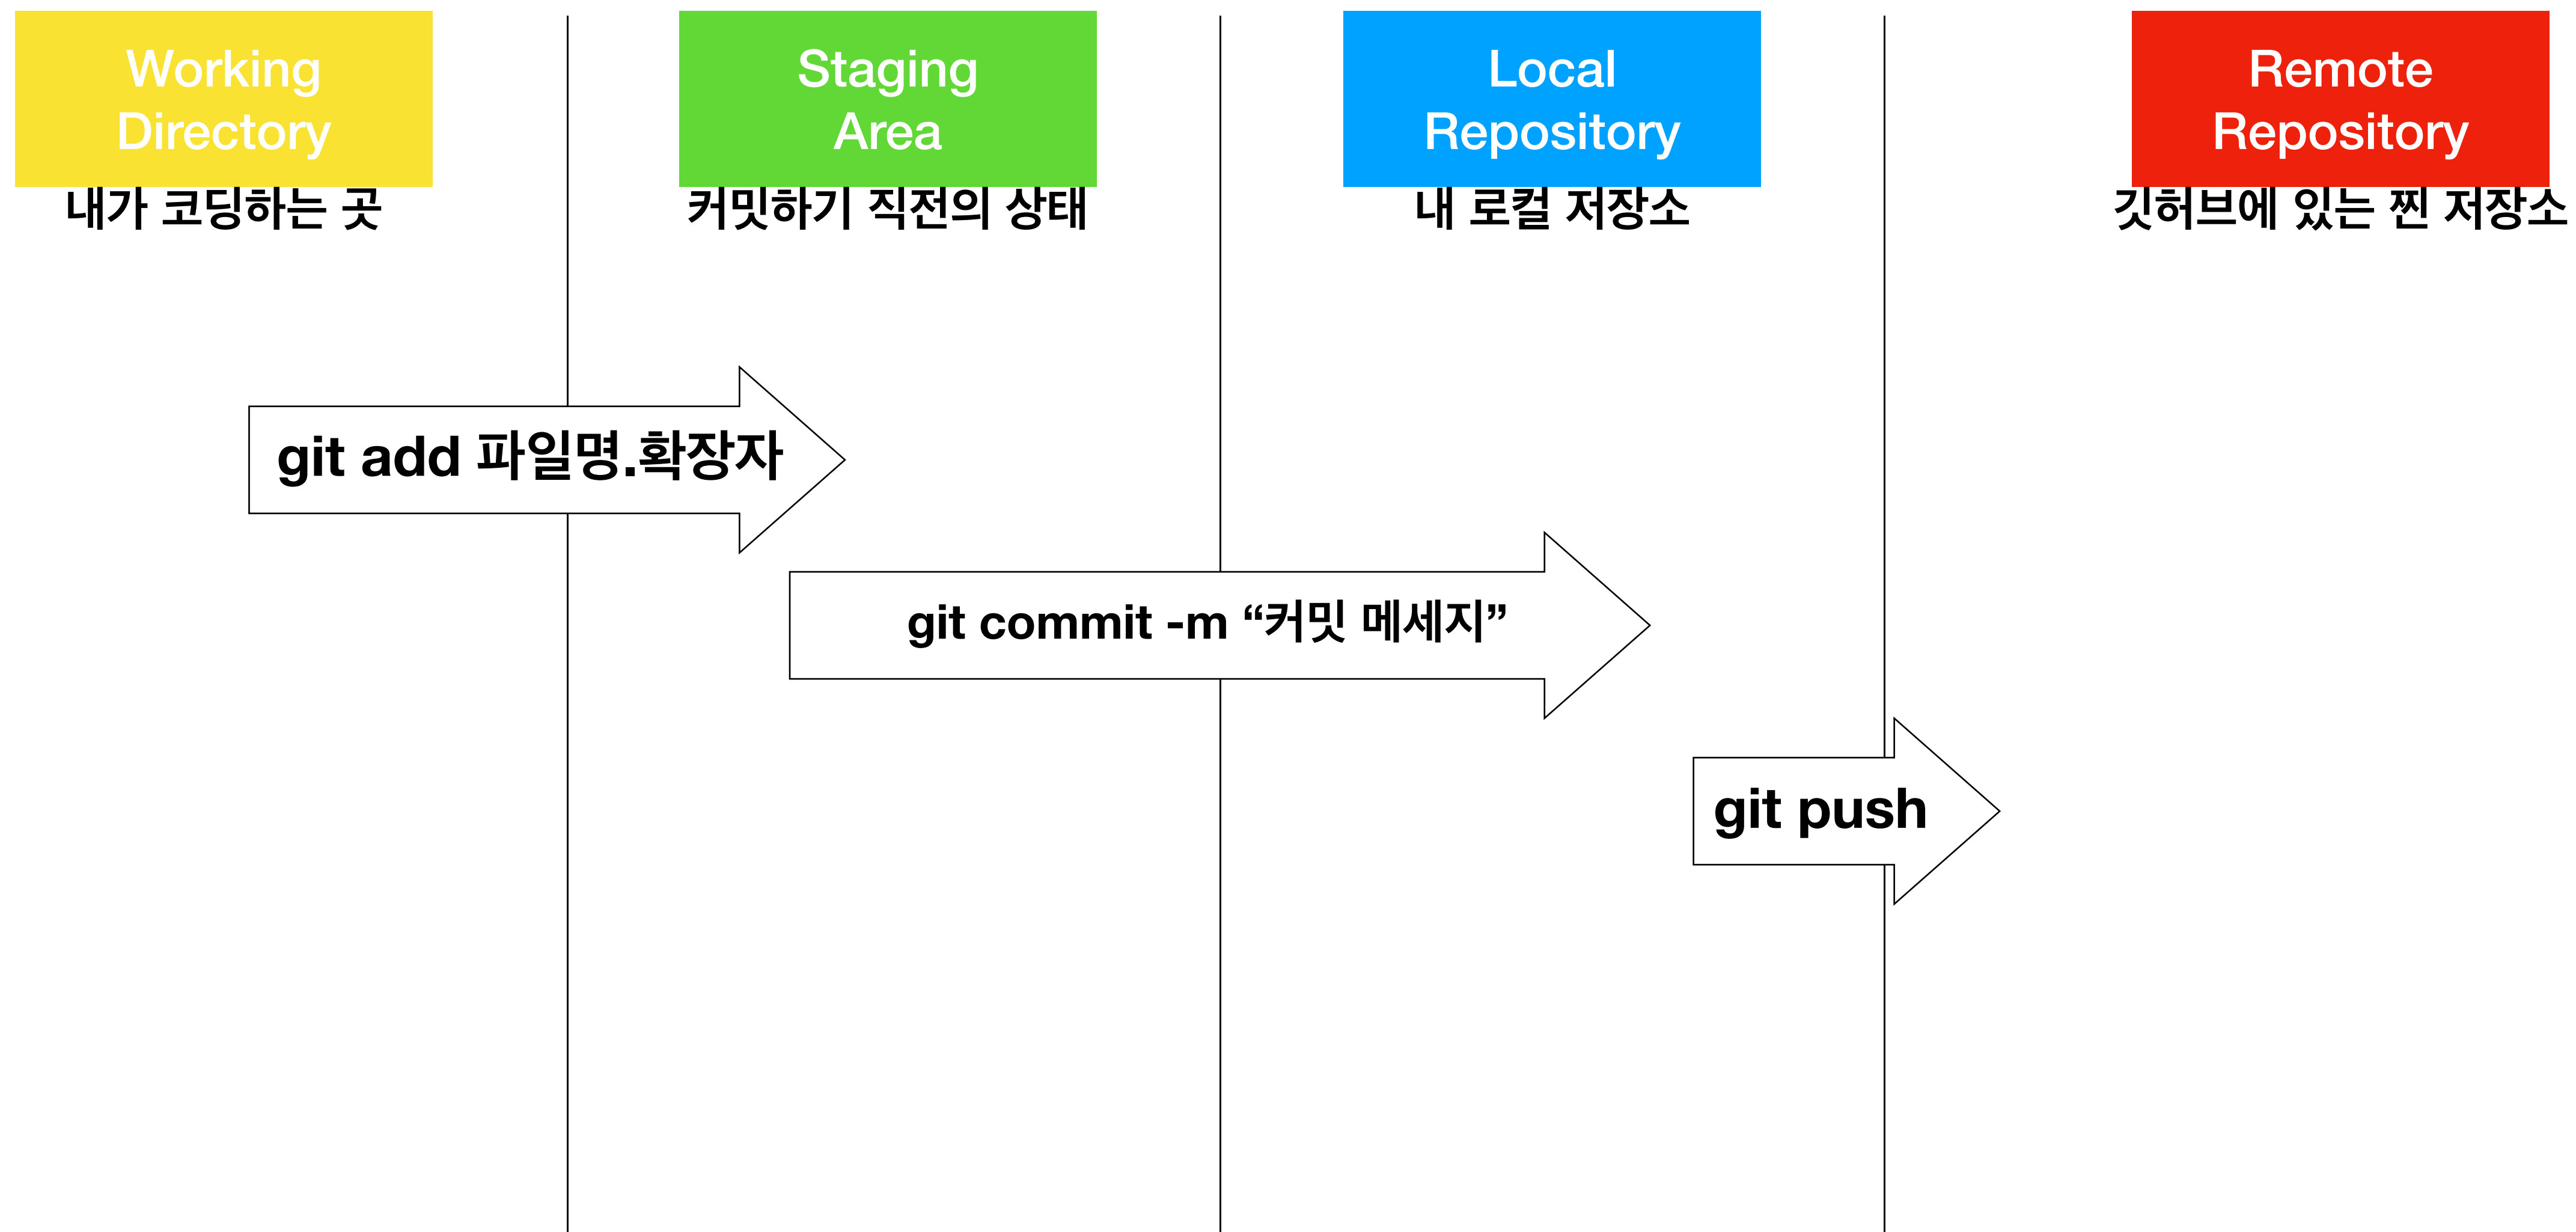 Working
Directory
내가 코딩하는 곳
Staging
Area
커밋하기 직전의 상태
Local
Repository
내 로컬 저장소
Remote
Repository
깃허브에 있는 찐 저장소
git add 파일명.확장자
git commit -m “커밋 메세지”
git push